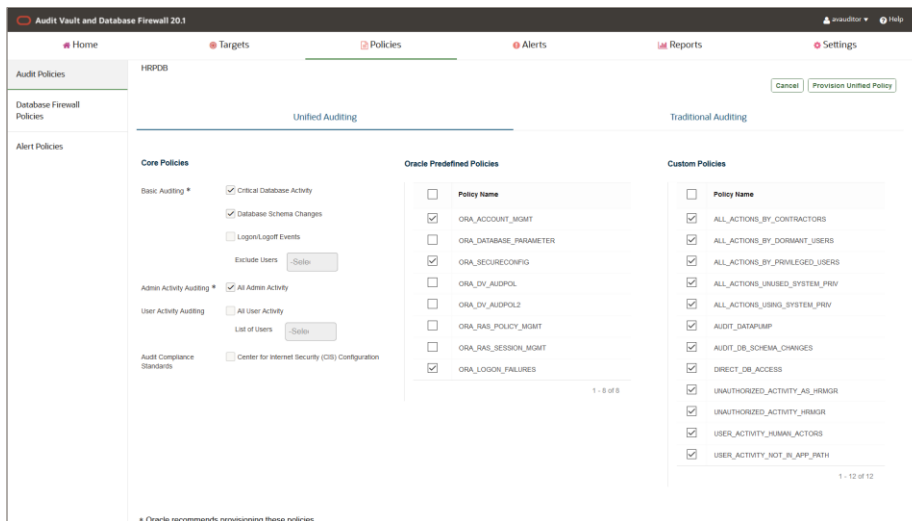 Audit Vault and Database Firewall 20.1
avauditor
Help
Home
Targets
Policies
Alerts
Reports
Settings
Audit Policies
Database Firewall
Policies
Alert Policies
HRPDB
Cancel
Provision Unified Policy
Unified Auditing
Traditional Auditing
Core Policies
Basic Auditing *
Critical Database Activity
Database Schema Changes
Logon/Logoff Events
Exclude Users
-Selec-
Admin Activity Auditing *
All Admin Activity
User Activity Auditing
All User Activity
List of Users
-Selec-
Audit Compliance
Standards
Center for Internet Security (CIS) Configuration
Oracle Predefined Policies
Policy Name
ORA_ACCOUNT_MGMT
ORA_DATABASE_PARAMETER
ORA_SECURECONFIG
ORA_DV_AUDPOL
ORA_DV_AUDPOL2
ORA_RAS_POLICY_MGMT
ORA_RAS_SESSION_MGMT
ORA_LOGON_FAILURES
1 - 8 of 8
Custom Policies
Policy Name
ALL_ACTIONS_BY_CONTRACTORS
ALL_ACTIONS_BY_DORMANT_USERS
ALL_ACTIONS_BY_PRIVILEGED_USERS
ALL_ACTIONS_UNUSED_SYSTEM_PRIV
ALL_ACTIONS_USING_SYSTEM_PRIV
AUDIT_DATAPUMP
AUDIT_DB_SCHEMA_CHANGES
DIRECT_DB_ACCESS
UNAUTHORIZED_ACTIVITY_AS_HRMGR
UNAUTHORIZED_ACTIVITY_HRMGR
USER_ACTIVITY_HUMAN_ACTORS
USER_ACTIVITY_NOT_IN_APP_PATH
1 - 12 of 12
* Oracle recommends provisioning these policies